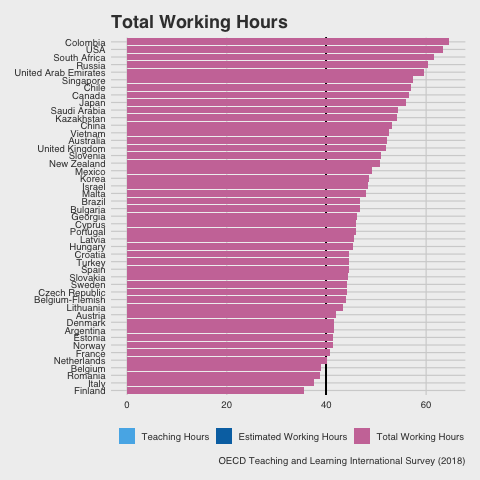 Total Working Hours
Colombia
USA
South Africa
Russia
United Arab Emirates
Singapore
Chile
Canada
Japan
Saudi Arabia
Kazakhstan
China
Vietnam
Australia
United Kingdom
Slovenia
New Zealand
Mexico
Korea
Israel
Malta
Brazil
Bulgaria
Georgia
Cyprus
Portugal
Latvia
Hungary
Croatia
Turkey
Spain
Slovakia
Sweden
Czech Republic
Belgium-Flemish
Lithuania
Austria
Denmark
Argentina
Estonia
Norway
France
Netherlands
Belgium
Romania
Italy
Finland
0 20 40 60
Teaching Hours Estimated Working Hours Total Working Hours
OECD Teaching and Learning International Survey (2018)